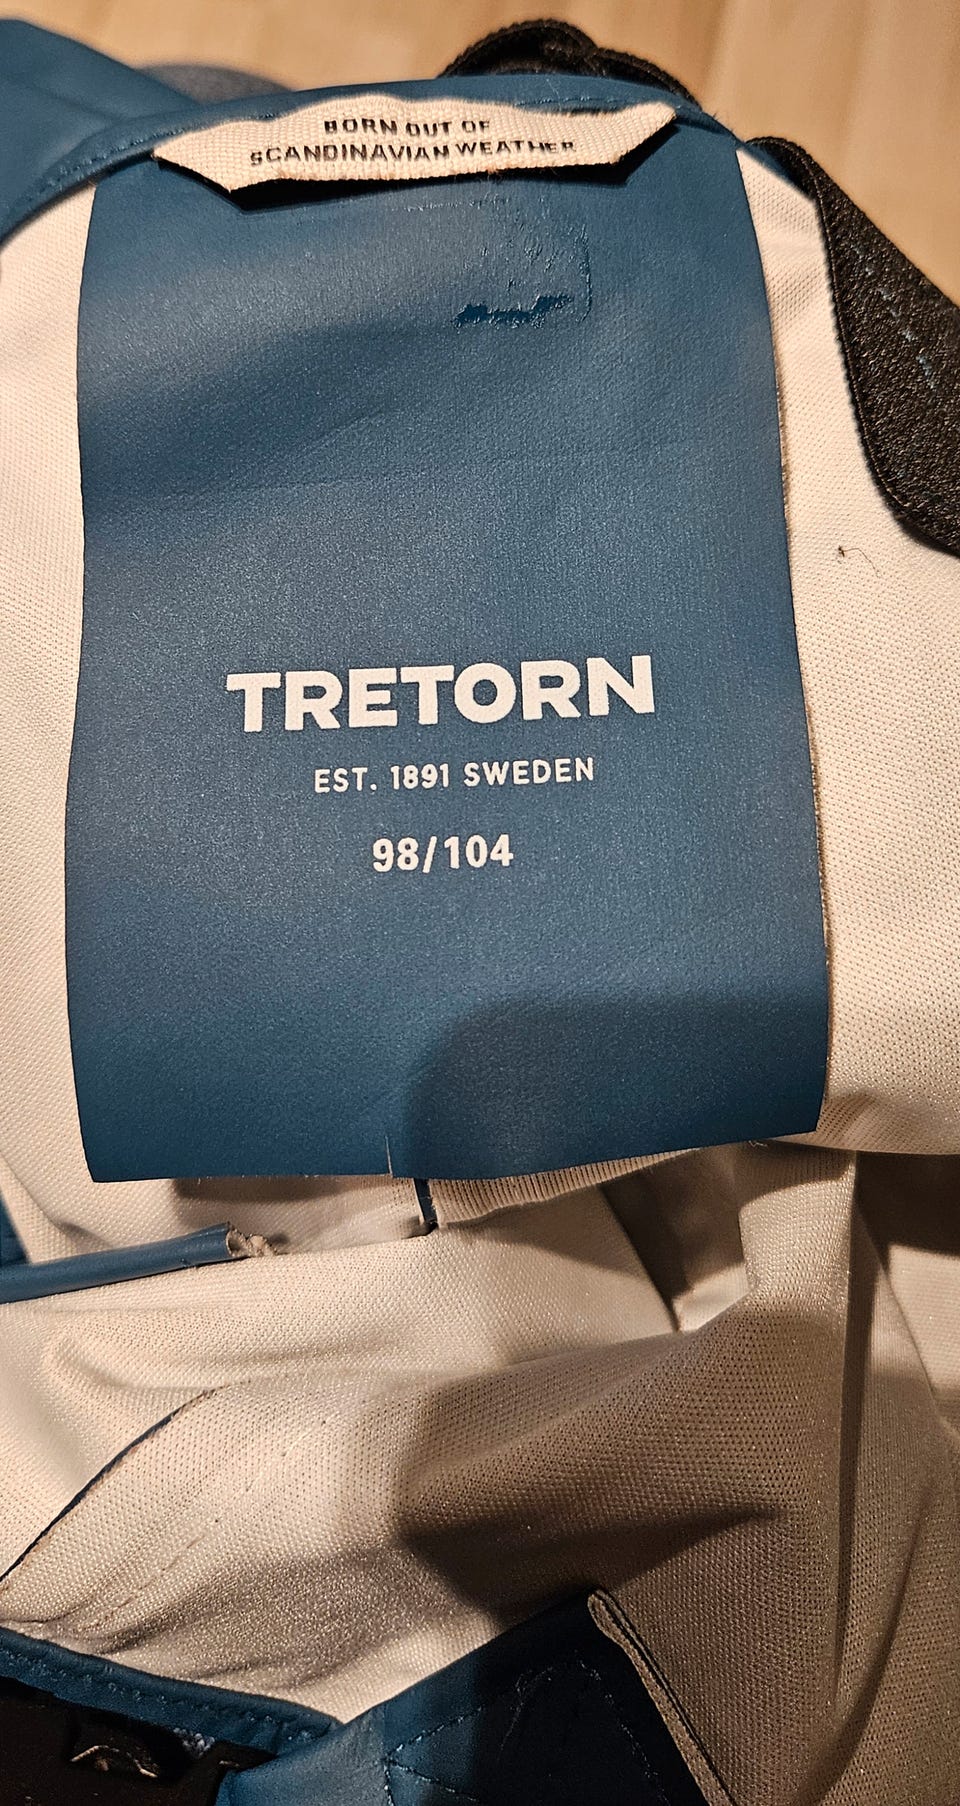 BORN OUT OF
SCANDINAVIAN WEATHER
TRETORN
EST. 1891 SWEDEN
98/104